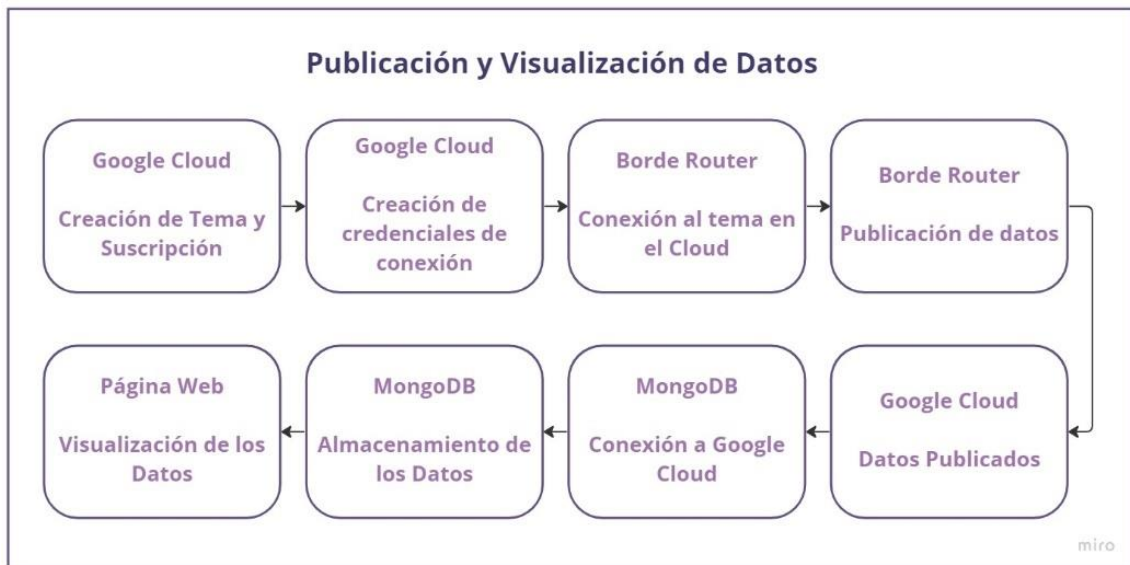 Publicación y Visualización de Datos
Google Cloud
Creación de Tema y
Suscripción
Google Cloud
Creación de
credenciales de
conexión
Borde Router
Conexión al tema en
el Cloud
Borde Router
Publicación de datos
Google Cloud
Datos Publicados
MongoDB
Conexión a Google
Cloud
MongoDB
Almacenamiento de
los Datos
Página Web
Visualización de los
Datos
miro